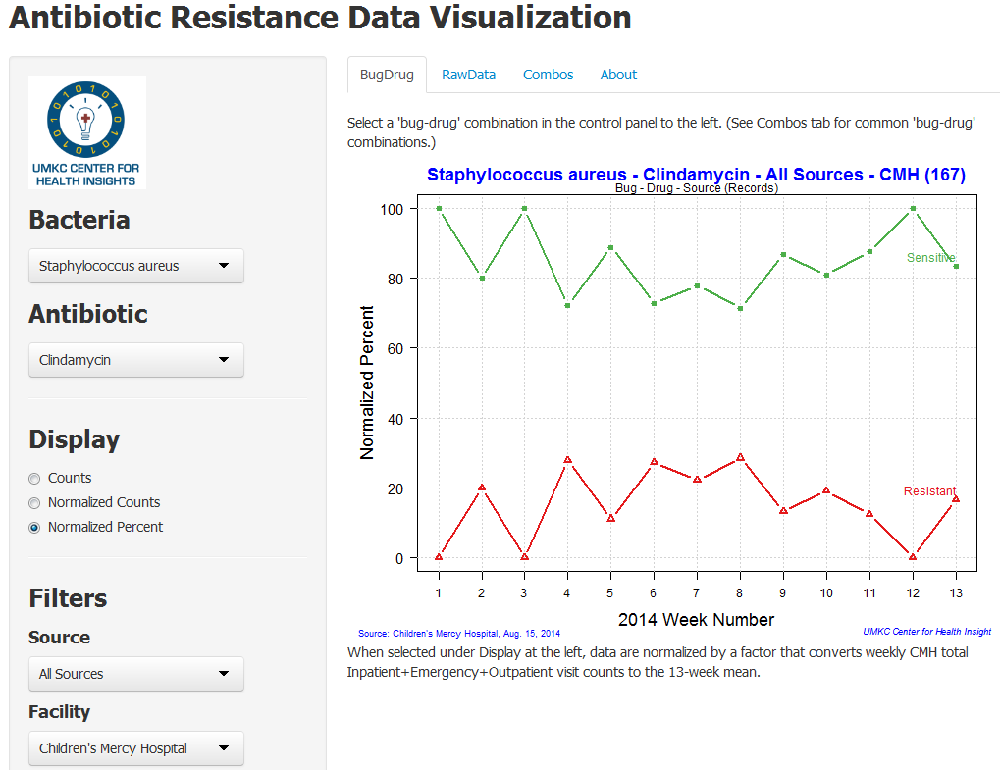 Antibiotic Resistance Data Visualization
UMKC CENTER FOR
HEALTH INSIGHTS
Bacteria
Staphylococcus aureus
Antibiotic
Clindamycin
Display
Counts
Normalized Counts
Normalized Percent
Filters
Source
All Sources
Facility
Children's Mercy Hospital
BugDrug RawData Combos About
Select a 'bug-drug' combination in the control panel to the left. (See Combos tab for common 'bug-drug'
combinations.)
Staphylococcus aureus - Clindamycin - All Sources - CMH (167)
Bug - Drug - Source (Records)
Normalized Percent
100
80
60
40
20
0
Sensitive
Resistant
1 2 3 4 5 6 7 8 9 10 11 12 13
2014 Week Number
Source: Children's Mercy Hospital, Aug. 15, 2014
UMKC Center for Health Insight
When selected under Display at the left, data are normalized by a factor that converts weekly CMH total
Inpatient+Emergency+Outpatient visit counts to the 13-week mean.